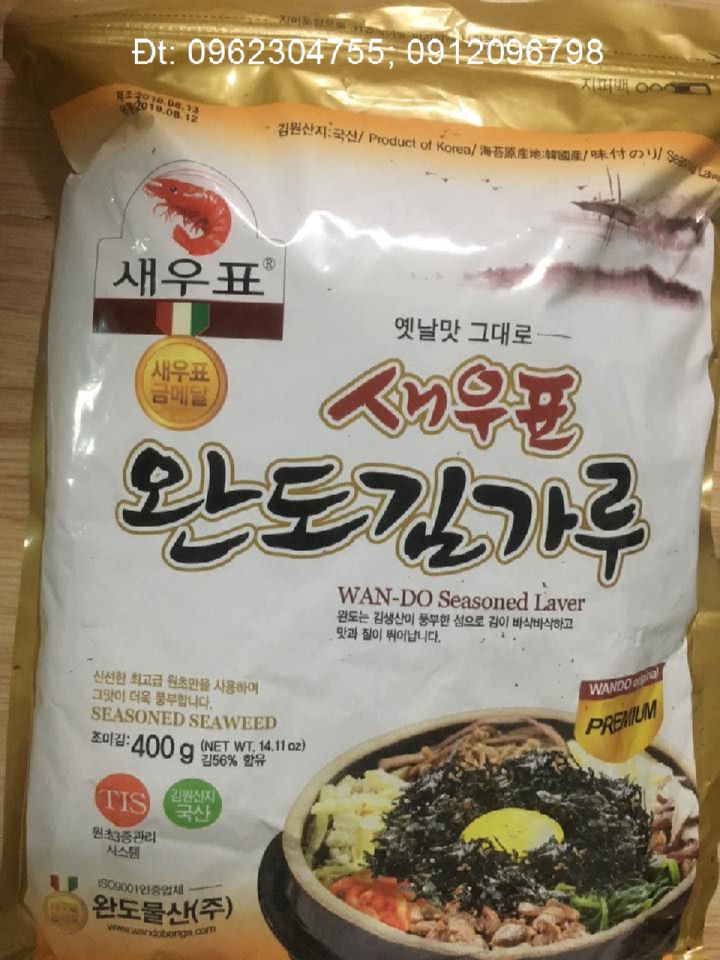 Đt: 0962304755; 0912096798
지퍼백
제조2018.08.13
2019.08.12
김원산지:국산/ Product of Korea/ 海苔原産地:韓國産/ 味付のり/
새우표®
새우표
금메달
옛날맛 그대로
새우표
완도김가루
WAN-DO Seasoned Laver
완도는 김생산이 풍부한 섬으로 김이 바삭바삭하고
맛과 질이 뛰어납니다.
신선한 최고급 원초만을 사용하여
그맛이 더욱 풍부합니다.
SEASONED SEAWEED
조미김: 400g (NET WT. 14.11oz)
김56% 함유
WANDO original
PREMIUM
TIS
원초3중관리
시스템
김원산지
국산
ISO9001인증업체
새우표
완도물산(주)
www.wandobonga.com